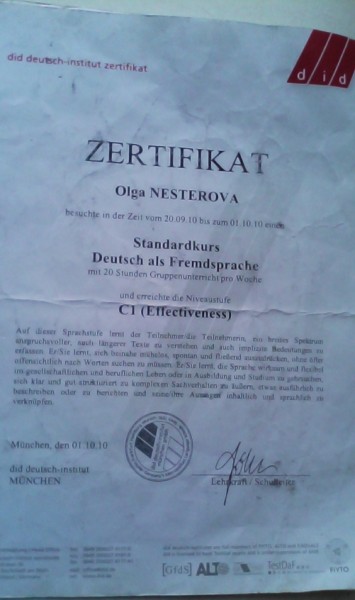 did deutsch-institut zertifikat
d i d
ZERTIFIKAT
Olga NESTEROVA
besuchte in der Zeit vom 20.09.10 bis zum 01.10.10 einen
Standardkurs
Deutsch als Fremdsprache
mit 20 Stunden Gruppenunterricht pro Woche
und erreichte die Niveaustufe
C1 (Effectiveness)
Auf dieser Sprachstufe lernt der Teilnehmer/die Teilnehmerin, ein breites Spektrum
anspruchsvoller, auch längerer Texte zu verstehen und auch implizite Bedeutungen zu
erfassen. Er/Sie lernt, sich beinahe mühelos, spontan und fließend auszudrücken, ohne öfter
offensichtlich nach Worten suchen zu müssen. Er/Sie lernt, die Sprache wirksam und flexibel
im gesellschaftlichen und beruflichen Leben oder in Ausbildung und Studium zu gebrauchen,
sich klar und gut strukturiert zu komplexen Sachverhalten zu äußern, etwas ausführlich zu
beschreiben oder zu berichten und seine/ihre Aussagen inhaltlich und sprachlich zu
verknüpfen.
München, den 01.10.10
did deutsch-institut
MÜNCHEN
Lehrkraft / Schulleitung
[GfdS] ALTO TestDaF FIYTO